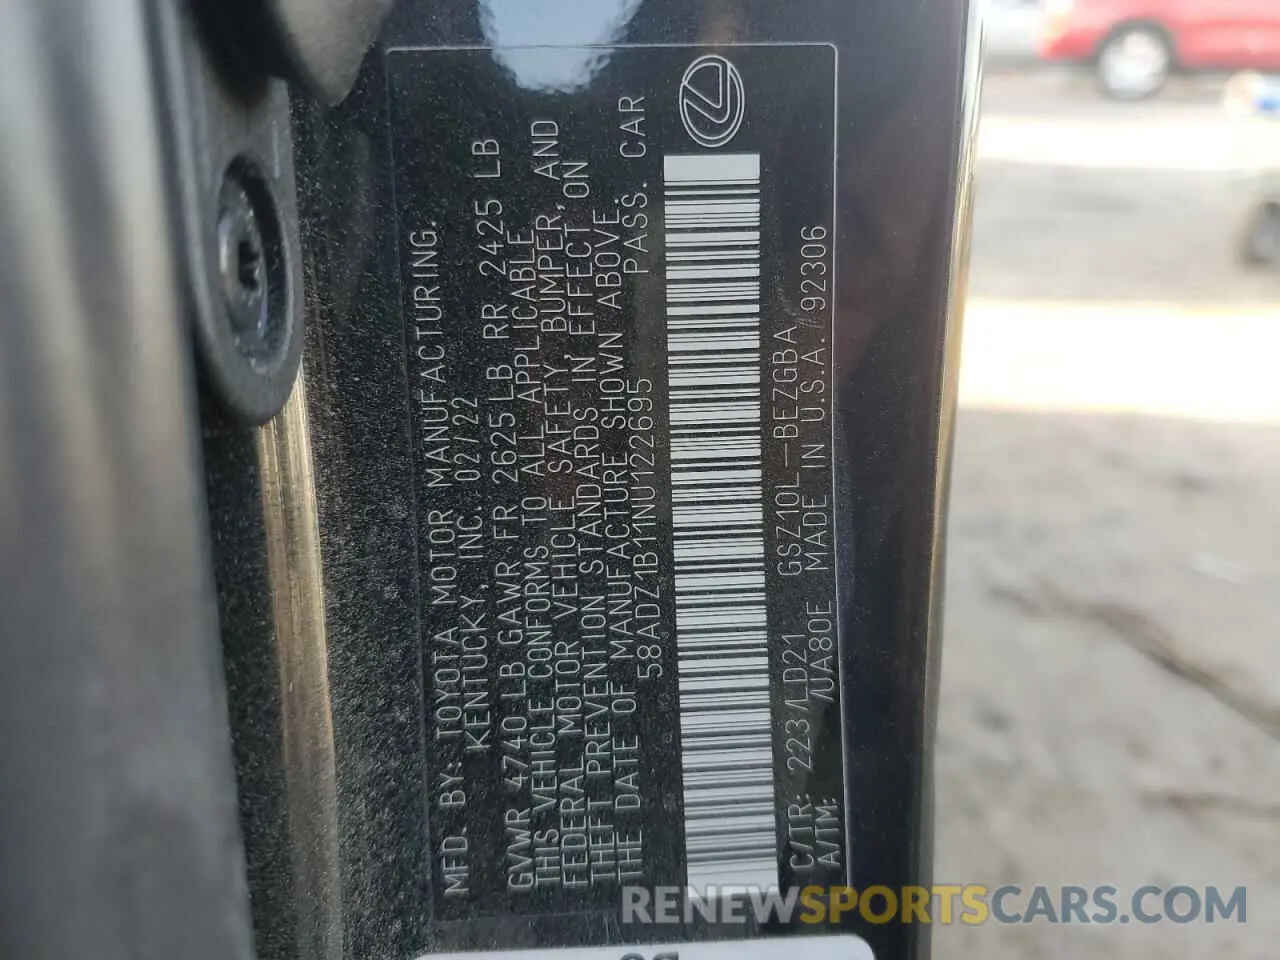 MFD. BY: TOYOTA MOTOR MANUFACTURING.
KENTUCKY, INC. 02/22
GVWR 4740 LB GAWR FR 2625 LB RR 2425 LB
THIS VEHICLE CONFORMS TO ALL APPLICABLE
FEDERAL MOTOR VEHICLE SAFETY, BUMPER, AND
THEFT PREVENTION STANDARDS IN EFFECT ON
THE DATE OF MANUFACTURE SHOWN ABOVE.
58ADZ1B11NU122695 PASS. CAR
C/TR: 223/LD21 GSZ10L-BEZGBA
A/TM: /UA80E MADE IN U.S.A. 92306
RENEWSPORTSCARS.COM